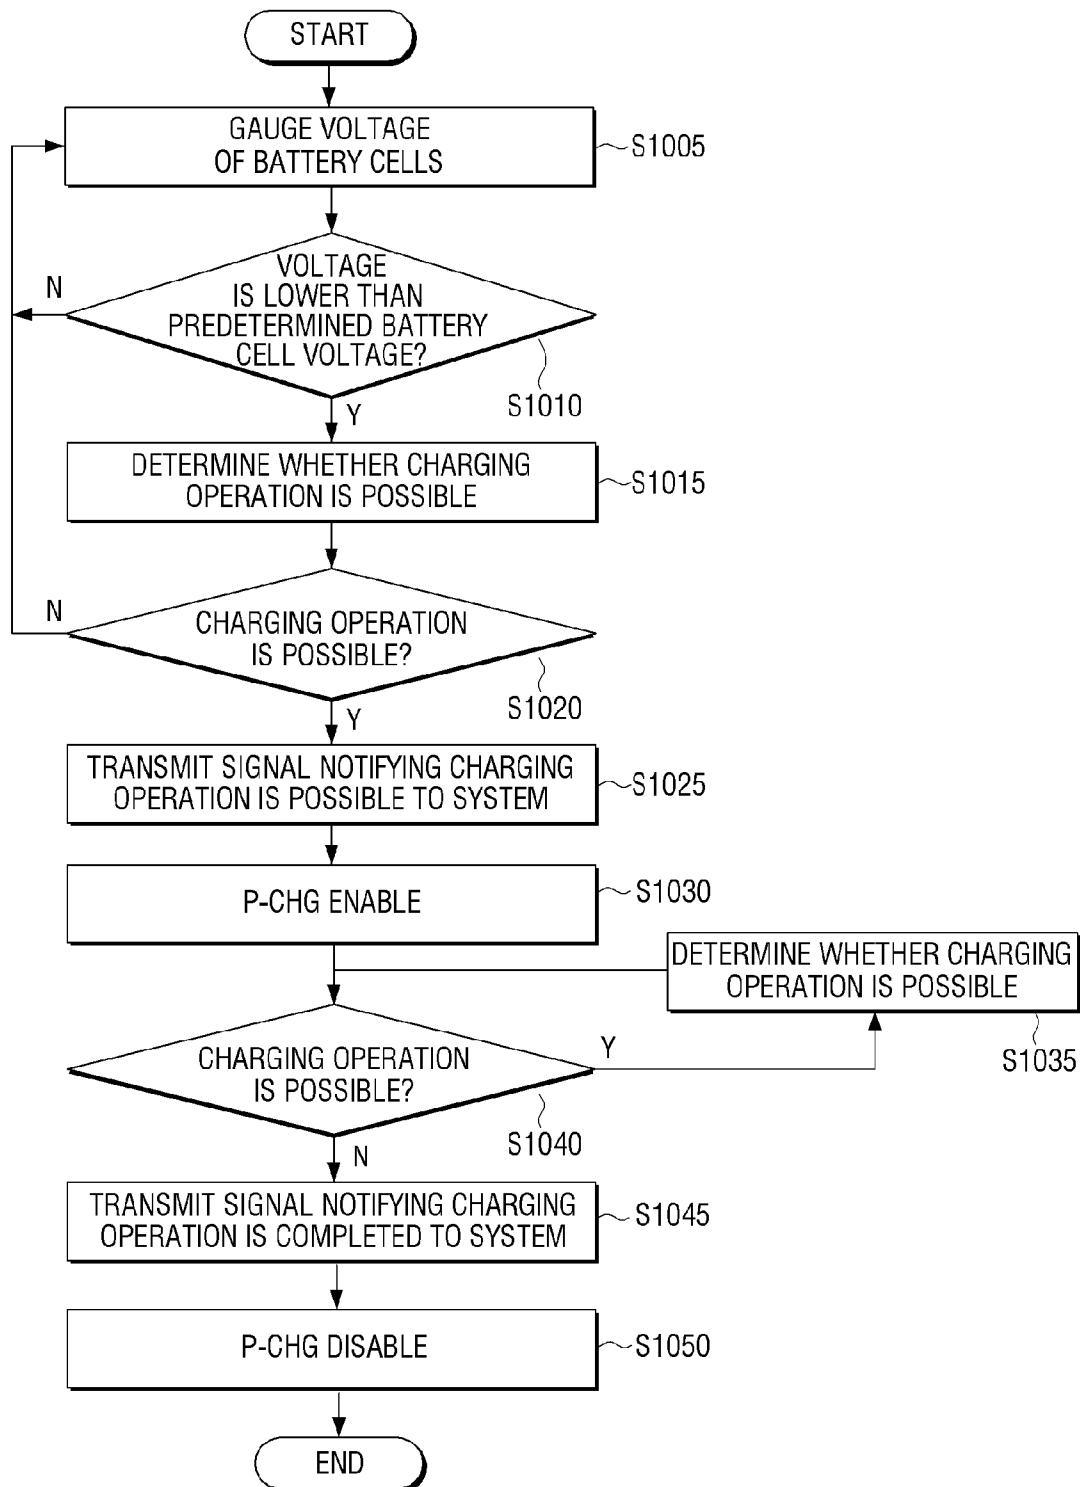 START
GAUGE VOLTAGE
OF BATTERY CELLS
S1005
VOLTAGE
IS LOWER THAN
PREDETERMINED BATTERY
CELL VOLTAGE?
N
S1010
Y
DETERMINE WHETHER CHARGING
OPERATION IS POSSIBLE
S1015
N
CHARGING OPERATION
IS POSSIBLE?
S1020
Y
TRANSMIT SIGNAL NOTIFYING CHARGING
OPERATION IS POSSIBLE TO SYSTEM
S1025
P-CHG ENABLE
S1030
DETERMINE WHETHER CHARGING
OPERATION IS POSSIBLE
S1035
CHARGING OPERATION
IS POSSIBLE?
Y
S1040
N
TRANSMIT SIGNAL NOTIFYING CHARGING
OPERATION IS COMPLETED TO SYSTEM
S1045
P-CHG DISABLE
S1050
END